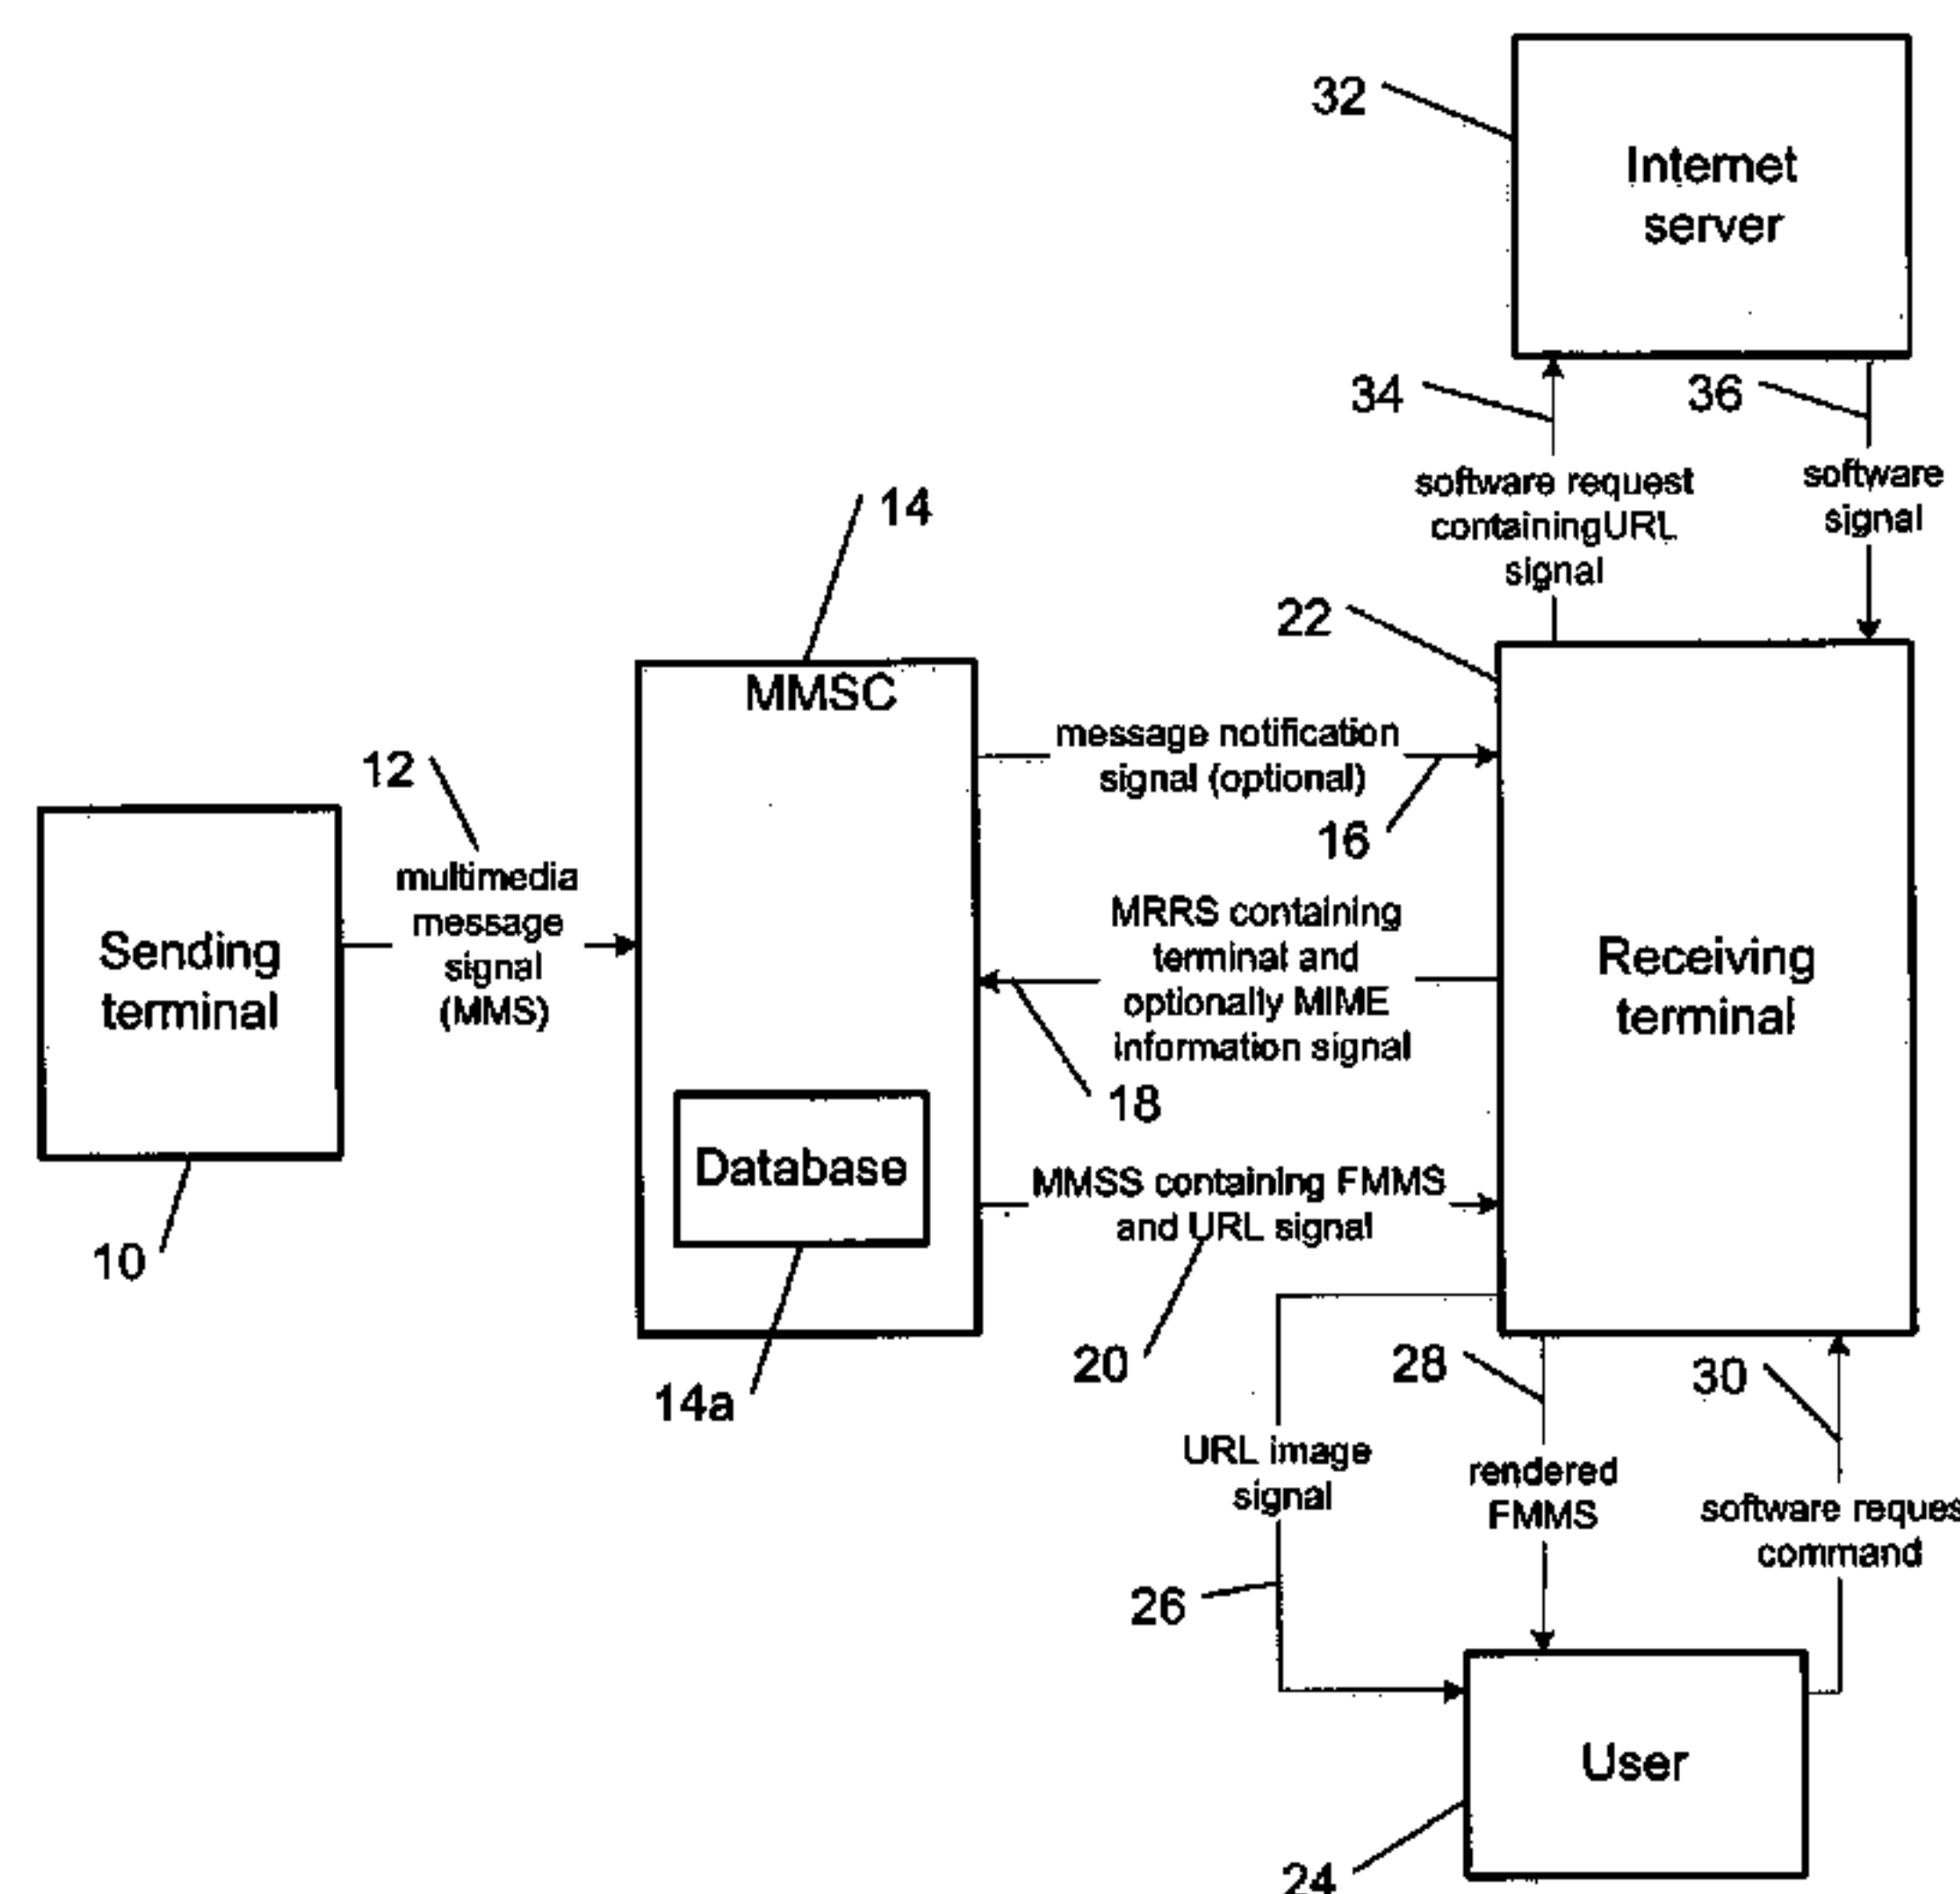 32
Internet
server
34
36
software request
containingURL
signal
software
signal
14
22
MMSC
message notification
signal (optional)
16
12
multimedia
message
signal
(MMS)
Sending
terminal
10
MRRS containing
terminal and
optionally MIME
information signal
18
Receiving
terminal
Database
14a
MMSS containing FMMS
and URL signal
20
28
30
URL image
signal
rendered
FMMS
software reques
command
26
User
24